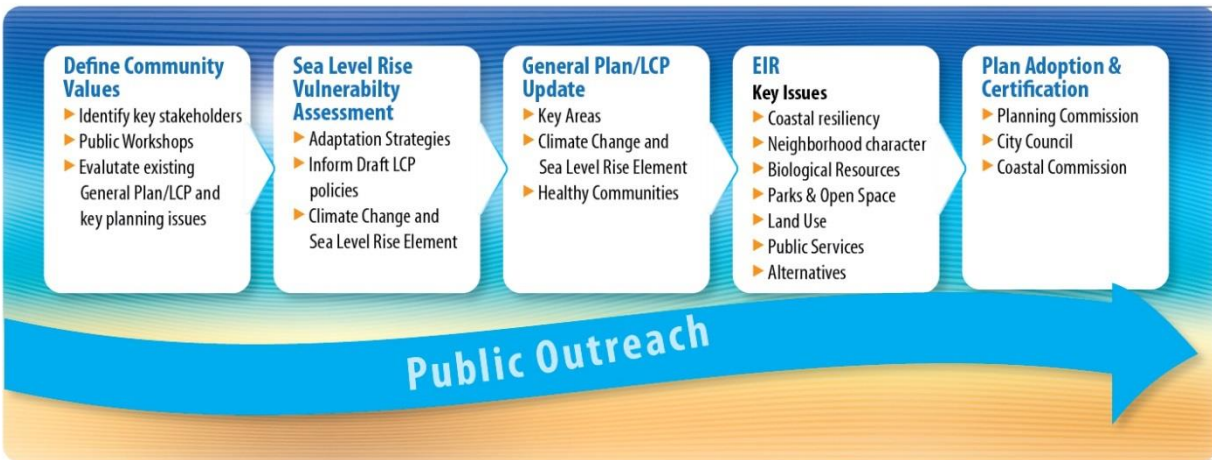 Define Community
Values
Identify key stakeholders
Public Workshops
Evalutate existing
General Plan/LCP and
key planning issues
Sea Level Rise
Vulnerabilty
Assessment
Adaptation Strategies
Inform Draft LCP
policies
Climate Change and
Sea Level Rise Element
General Plan/LCP
Update
Key Areas
Climate Change and
Sea Level Rise Element
Healthy Communities
EIR
Key Issues
Coastal resiliency
Neighborhood character
Biological Resources
Parks & Open Space
Land Use
Public Services
Alternatives
Plan Adoption &
Certification
Planning Commission
City Council
Coastal Commission
Public Outreach